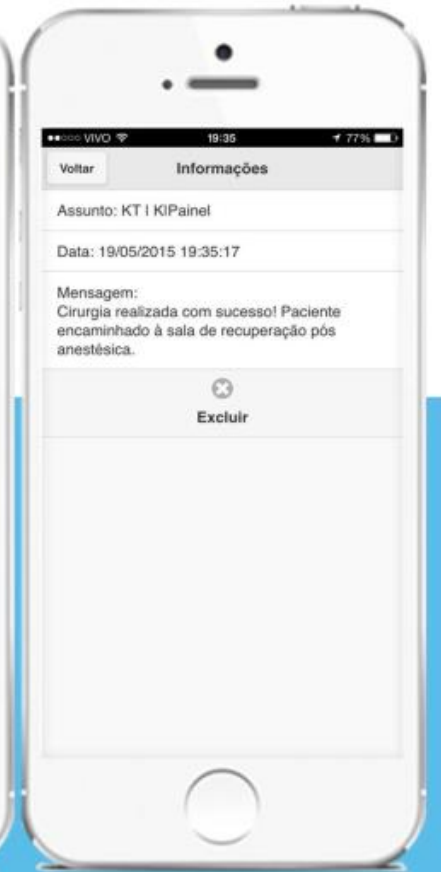 VIVO 19:35 77%
Voltar Informações
Assunto: KT I KIPainel
Data: 19/05/2015 19:35:17
Mensagem:
Cirurgia realizada com sucesso! Paciente
encaminhado à sala de recuperação pós
anestésica.
Excluir